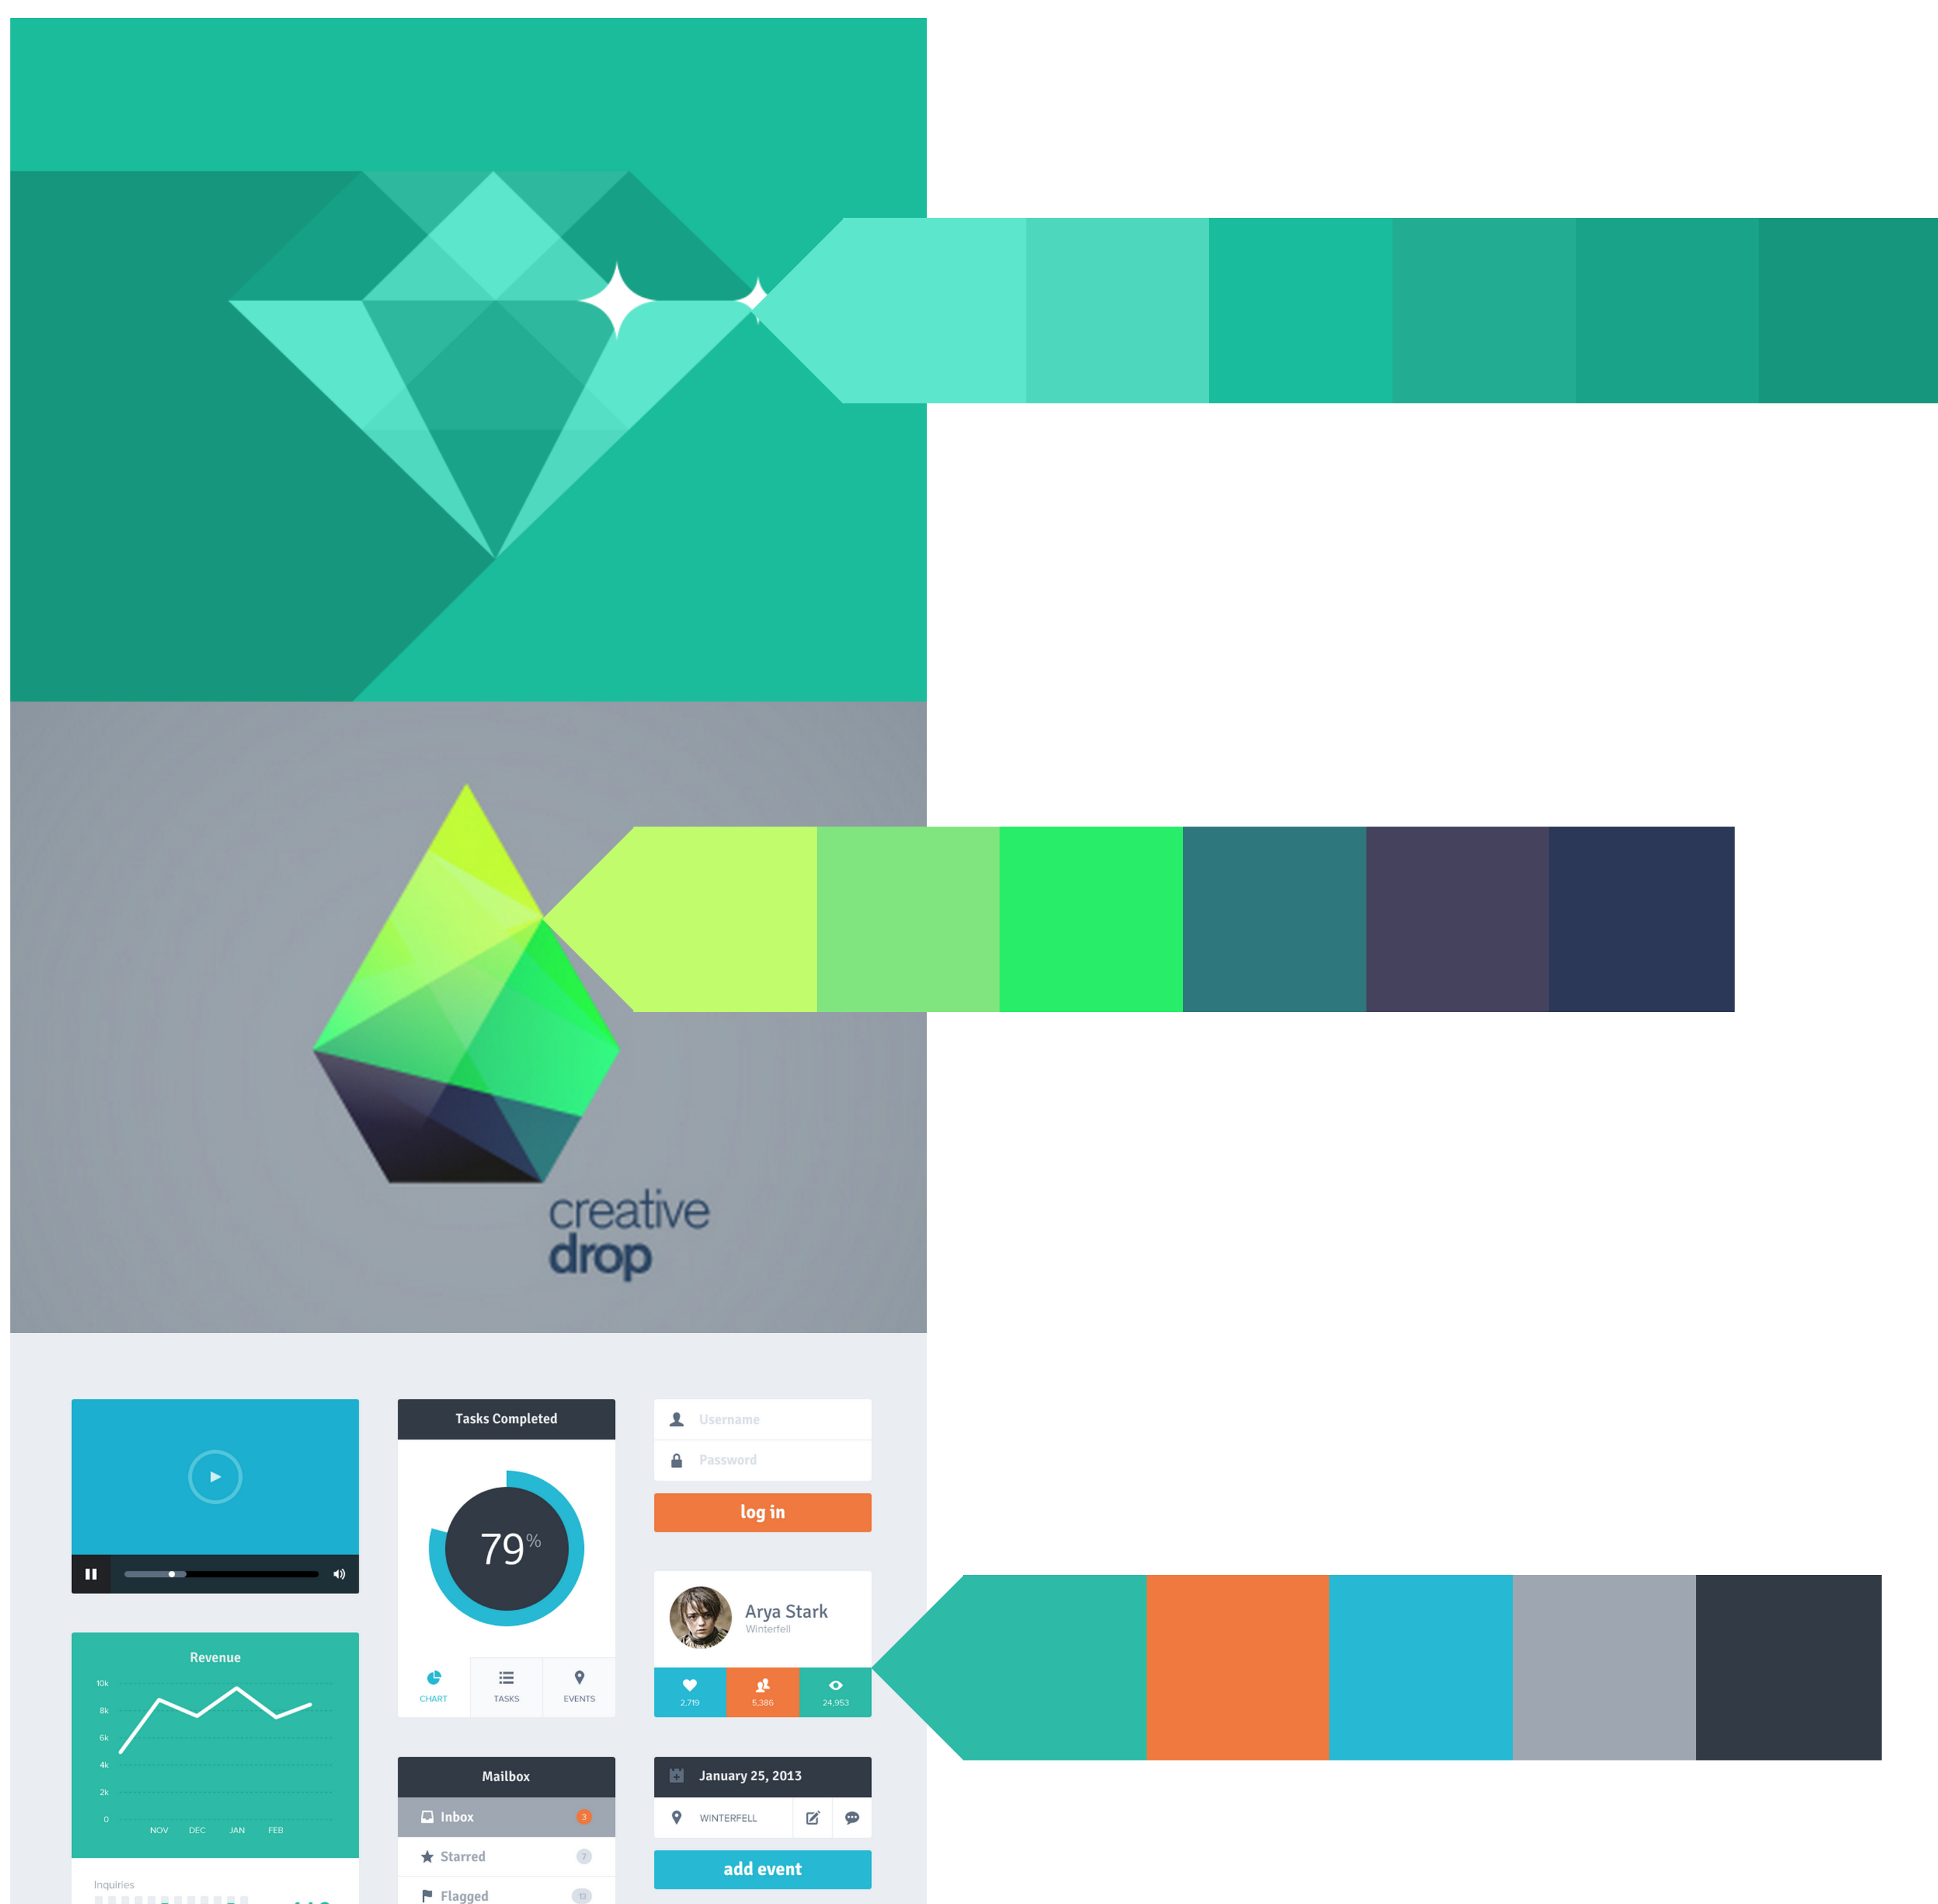 creative
drop
Tasks Completed
79%
CHART
TASKS
EVENTS
Username
Password
log in
Arya Stark
Winterfell
2,719
5,386
24,953
Revenue
10k
8k
6k
4k
2k
0
NOV DEC JAN FEB
Inquiries
Mailbox
Inbox 3
Starred 7
Flagged 13
January 25, 2013
WINTERFELL
add event